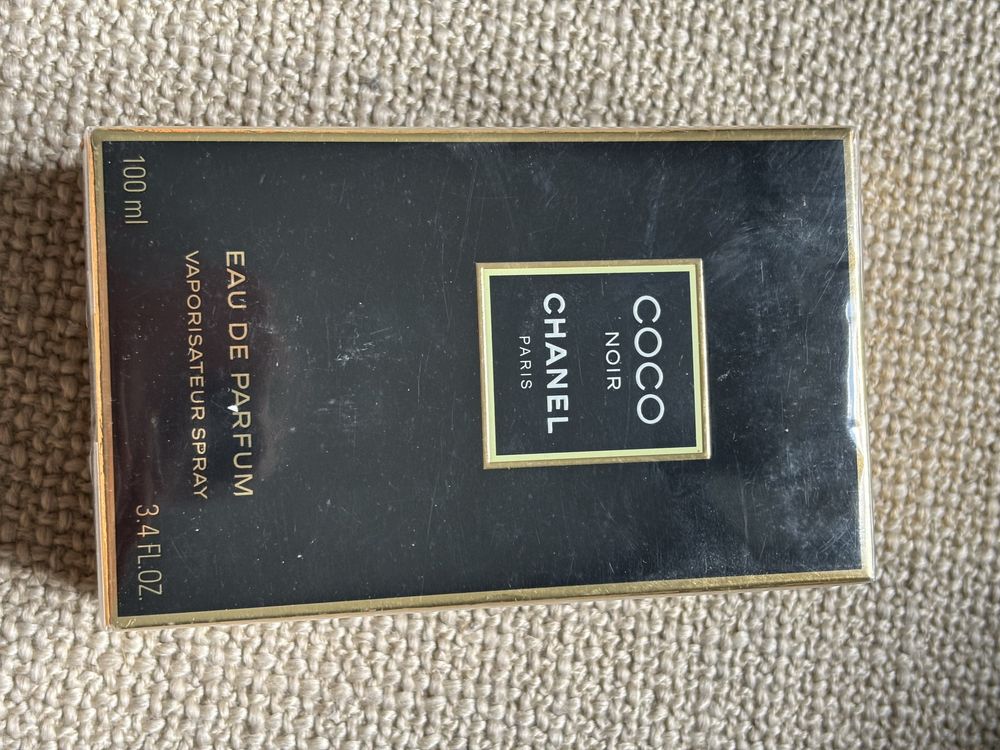 COCO
NOIR
CHANEL
PARIS
EAU DE PARFUM
VAPORISATEUR SPRAY
100 ml
3.4 FL.OZ.